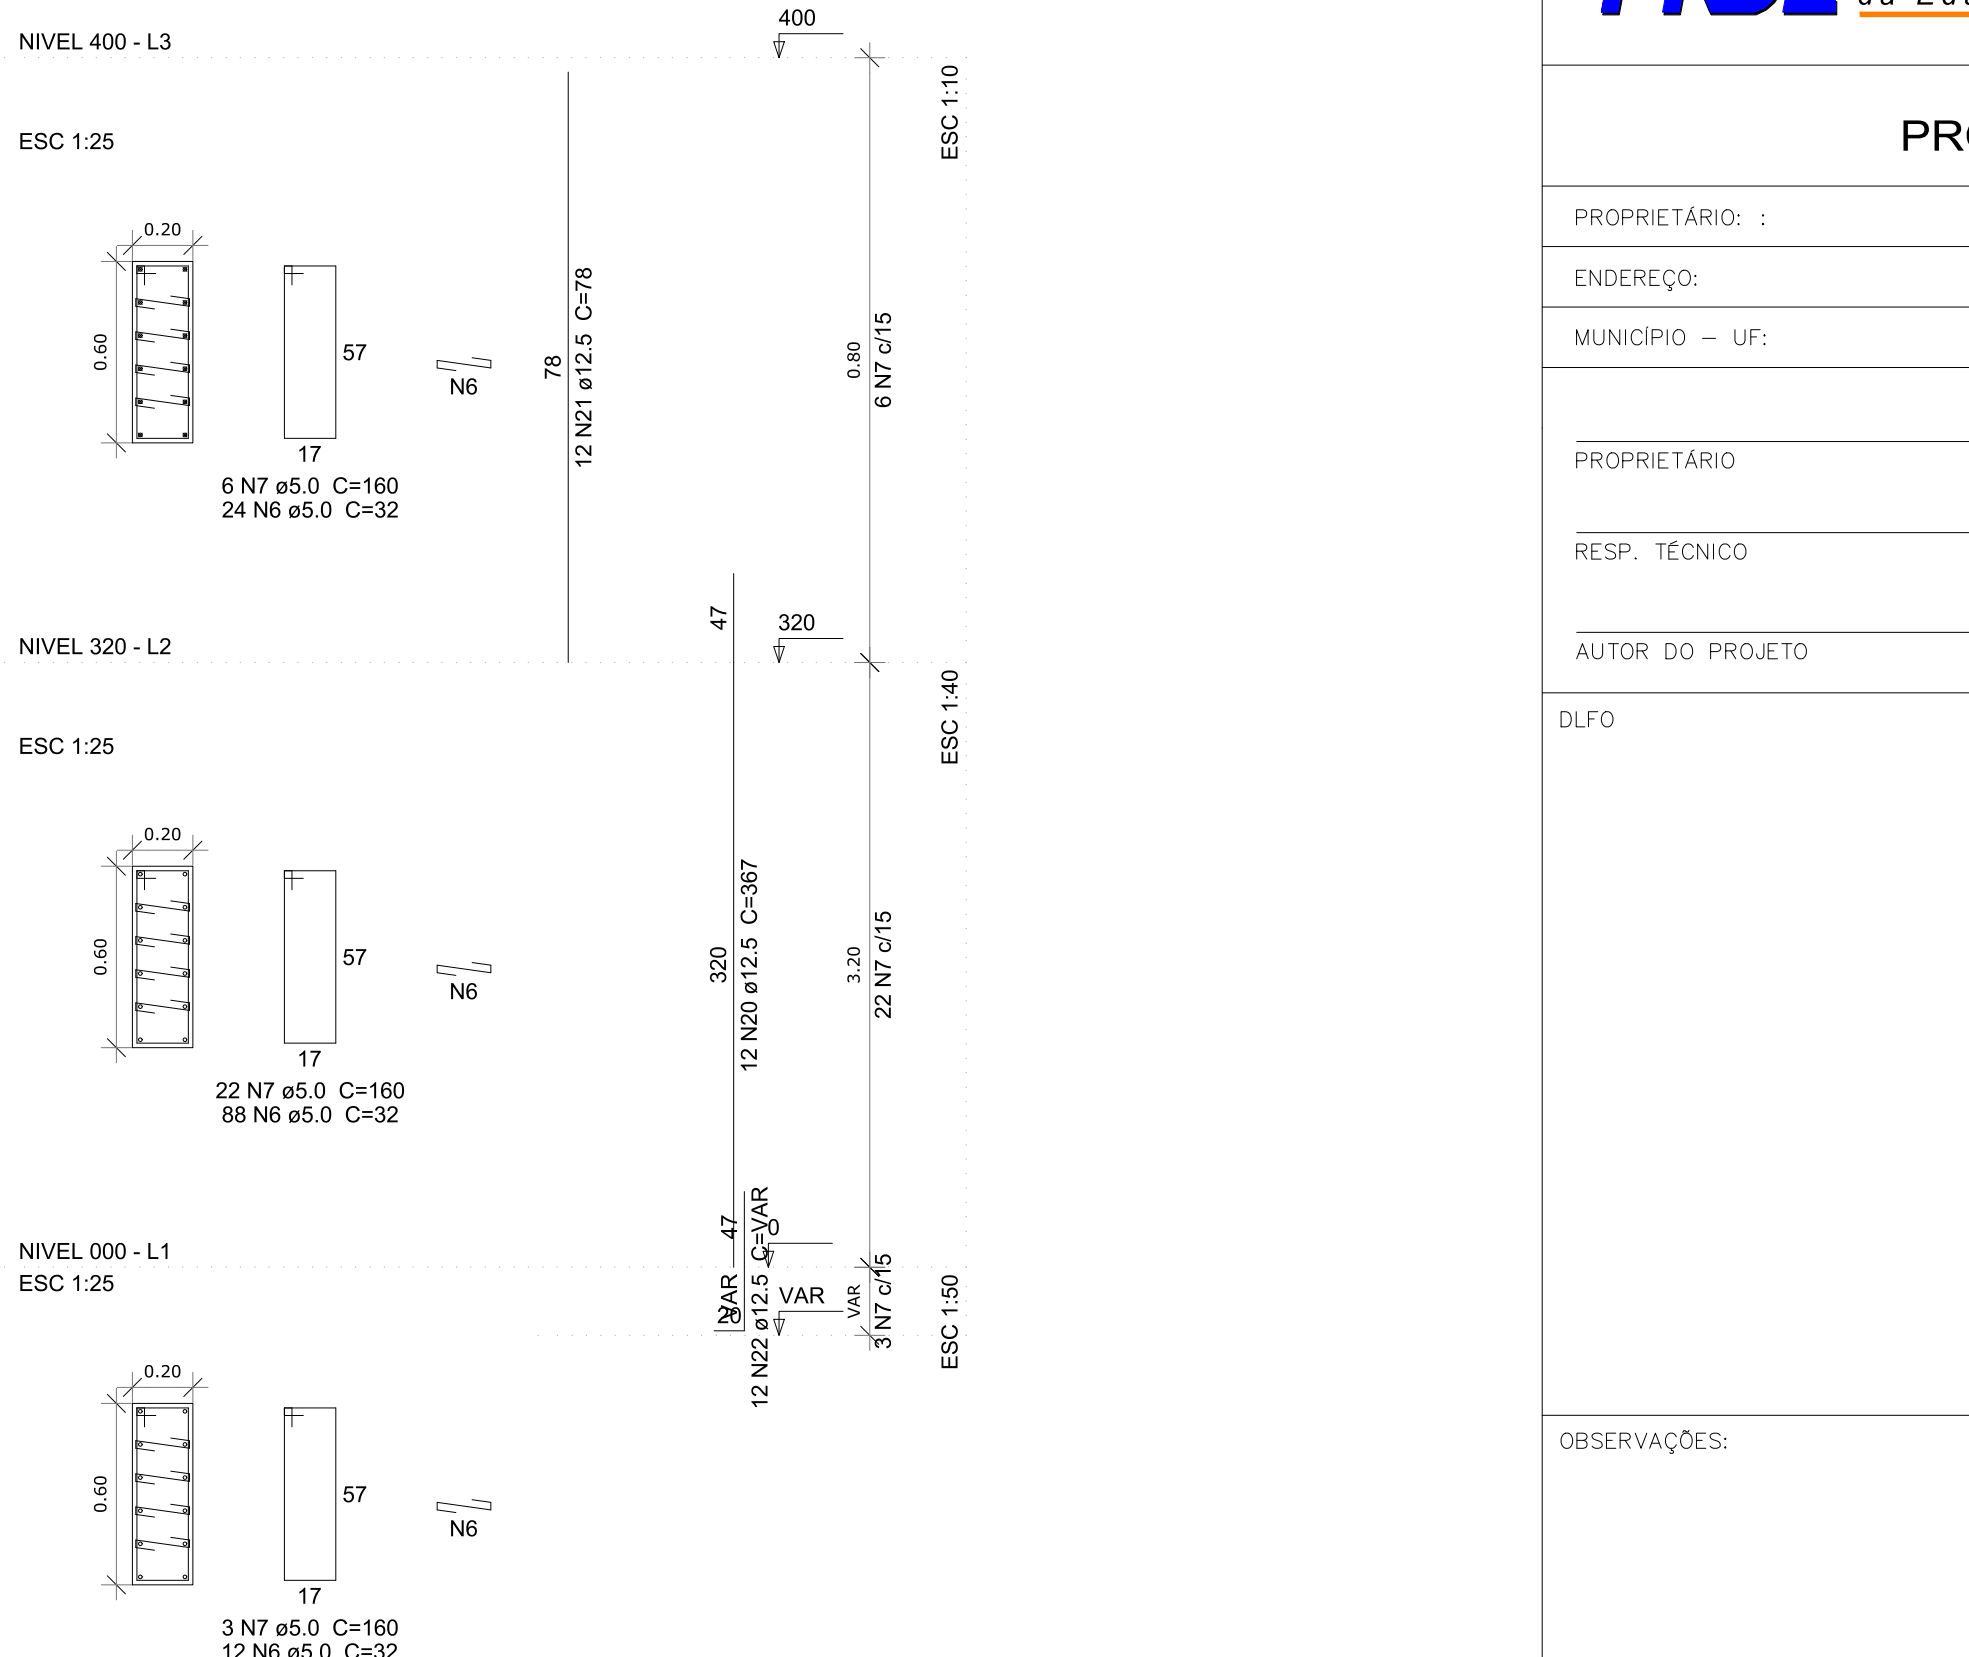 400
NIVEL 400 - L3
ESC 1:10
ESC 1:25
0.20
0.60
57
17
N6
6 N7 ø5.0 C=160
24 N6 ø5.0 C=32
78
12 N21 ø12.5 C=78
0.80
6 N7 c/15
47
320
NIVEL 320 - L2
ESC 1:40
ESC 1:25
0.20
0.60
57
17
N6
22 N7 ø5.0 C=160
88 N6 ø5.0 C=32
320
12 N20 ø12.5 C=367
3.20
22 N7 c/15
47
0
NIVEL 000 - L1
ESC 1:25
VAR
20
12 N22 ø12.5 C=VAR
VAR
VAR
3 N7 c/15
ESC 1:50
0.20
0.60
57
17
N6
3 N7 ø5.0 C=160
12 N6 ø5.0 C=32
PROPRIETÁRIO: :
ENDEREÇO:
MUNICÍPIO – UF:
PROPRIETÁRIO
RESP. TÉCNICO
AUTOR DO PROJETO
DLFO
OBSERVAÇÕES: